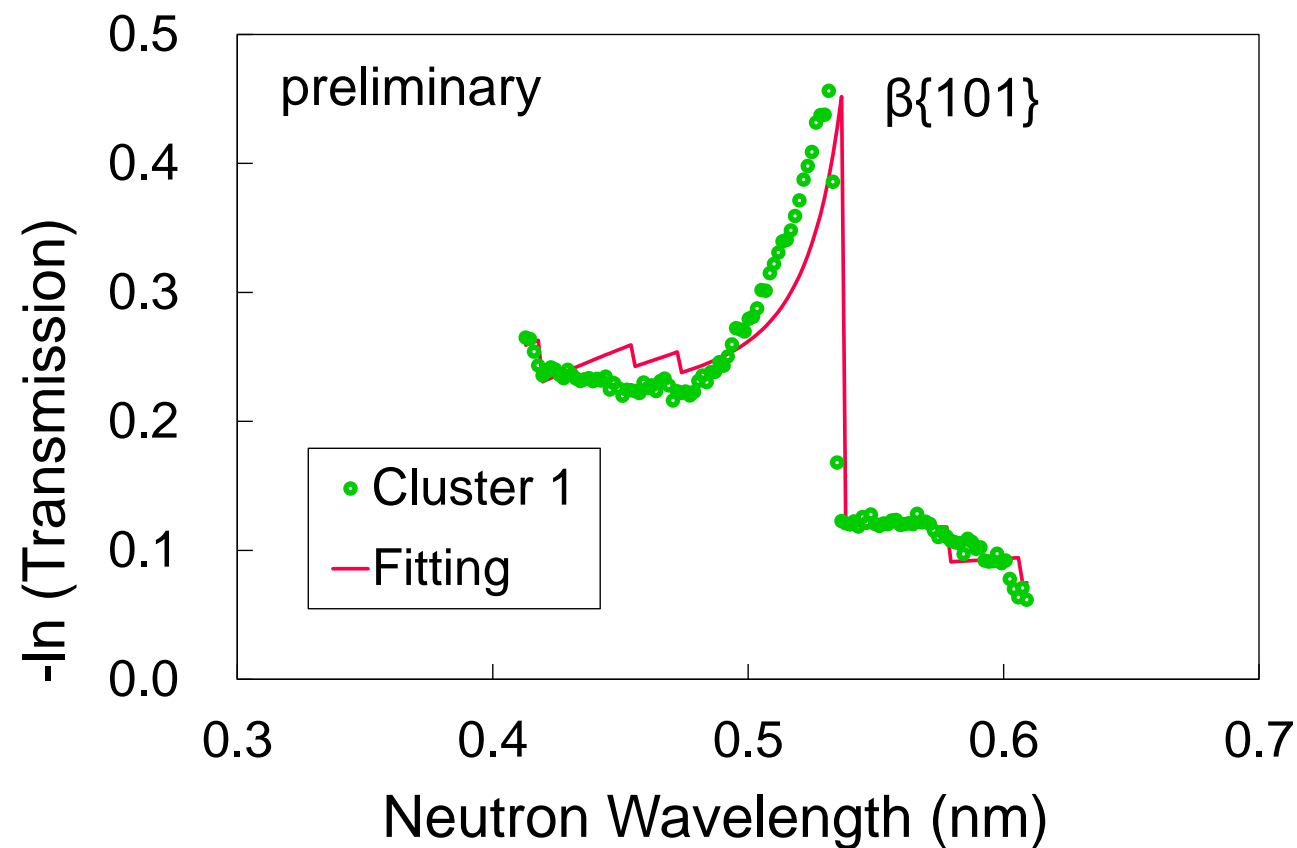 0.5
0.4
0.3
0.2
0.1
0.0
-ln (Transmission)
preliminary
β{101}
Cluster 1
Fitting
0.3 0.4 0.5 0.6 0.7
Neutron Wavelength (nm)